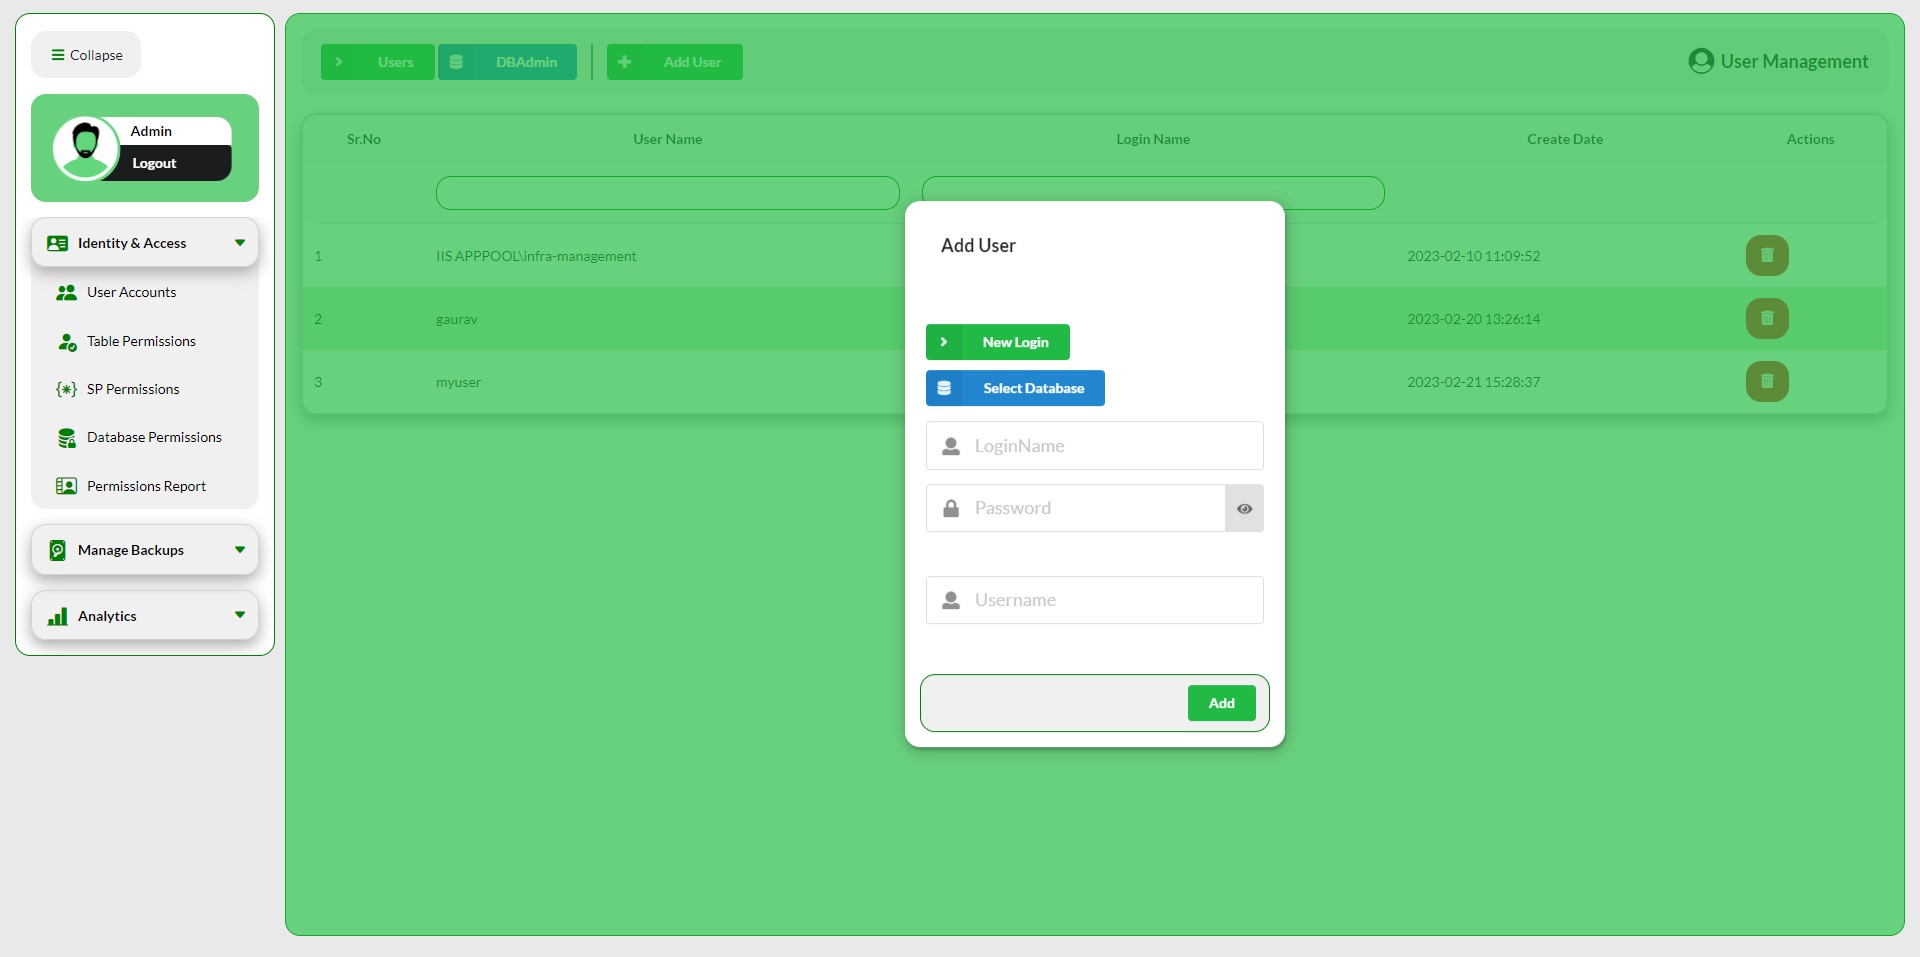 Collapse
Admin
Logout
Identity & Access
User Accounts
Table Permissions
SP Permissions
Database Permissions
Permissions Report
Manage Backups
Analytics
Users DBAdmin Add User User Management
Sr.No User Name Login Name Create Date Actions
1 IIS APPPOOL\infra-management 2023-02-10 11:09:52
2 gaurav 2023-02-20 13:26:14
3 myuser 2023-02-21 15:28:37
Add User
New Login
Select Database
LoginName
Password
Username
Add